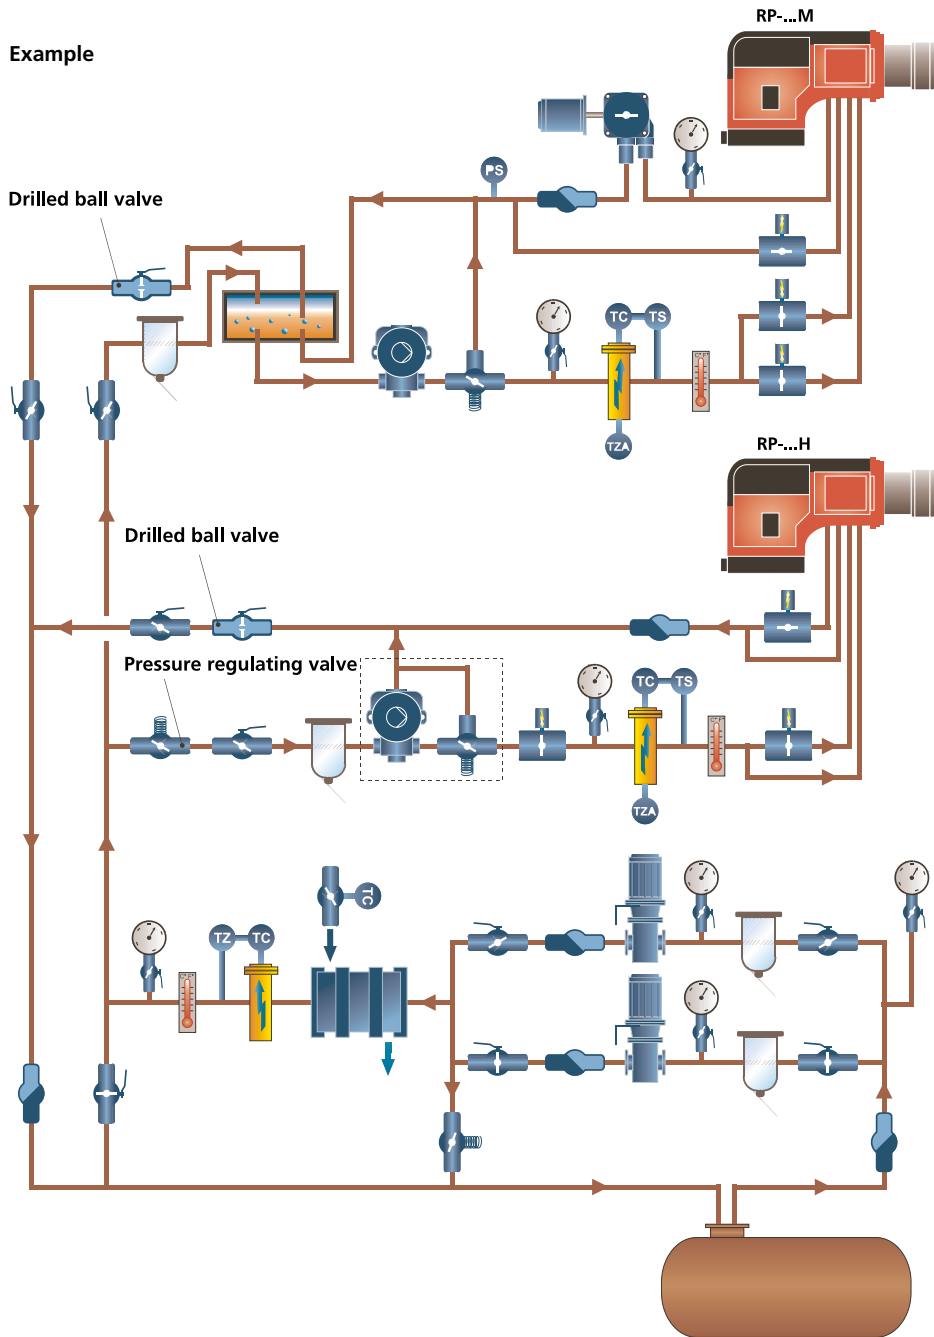 RP-...M
Example
PS
Drilled ball valve
TC TS
TZA
RP-...H
Drilled ball valve
Pressure regulating valve
TC TS
TZA
TC
TZ TC